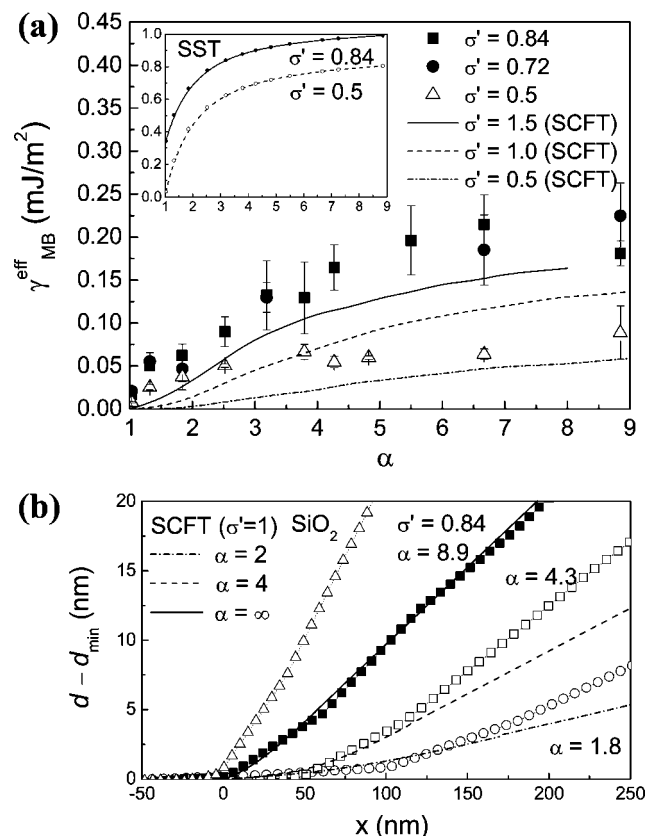 (a)
0.45
0.40
0.35
0.30
0.25
0.20
0.15
0.10
0.05
0.00
γ^eff_MB (mJ/m²)
1.0
0.8
0.6
0.4
0.2
0.0
SST
σ' = 0.84
σ' = 0.5
1 2 3 4 5 6 7 8 9
σ' = 0.84
σ' = 0.72
σ' = 0.5
σ' = 1.5 (SCFT)
σ' = 1.0 (SCFT)
σ' = 0.5 (SCFT)
1 2 3 4 5 6 7 8 9
α
(b)
20
15
10
5
0
d − d_min (nm)
SCFT (σ'=1)
α = 2
α = 4
α = ∞
SiO₂
σ' = 0.84
α = 8.9
α = 4.3
α = 1.8
-50 0 50 100 150 200 250
x (nm)